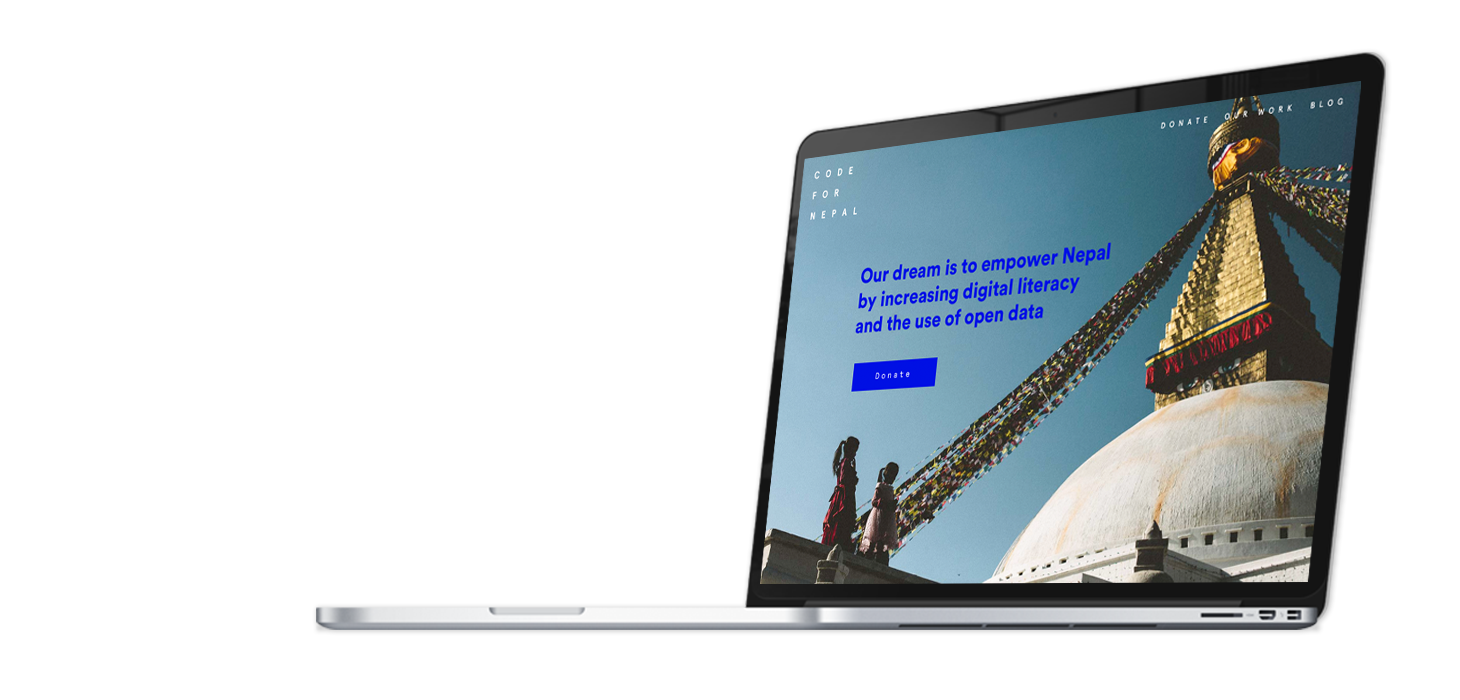 DONATE OUR WORK BLOG
CODE
FOR
NEPAL
Our dream is to empower Nepal
by increasing digital literacy
and the use of open data
Donate